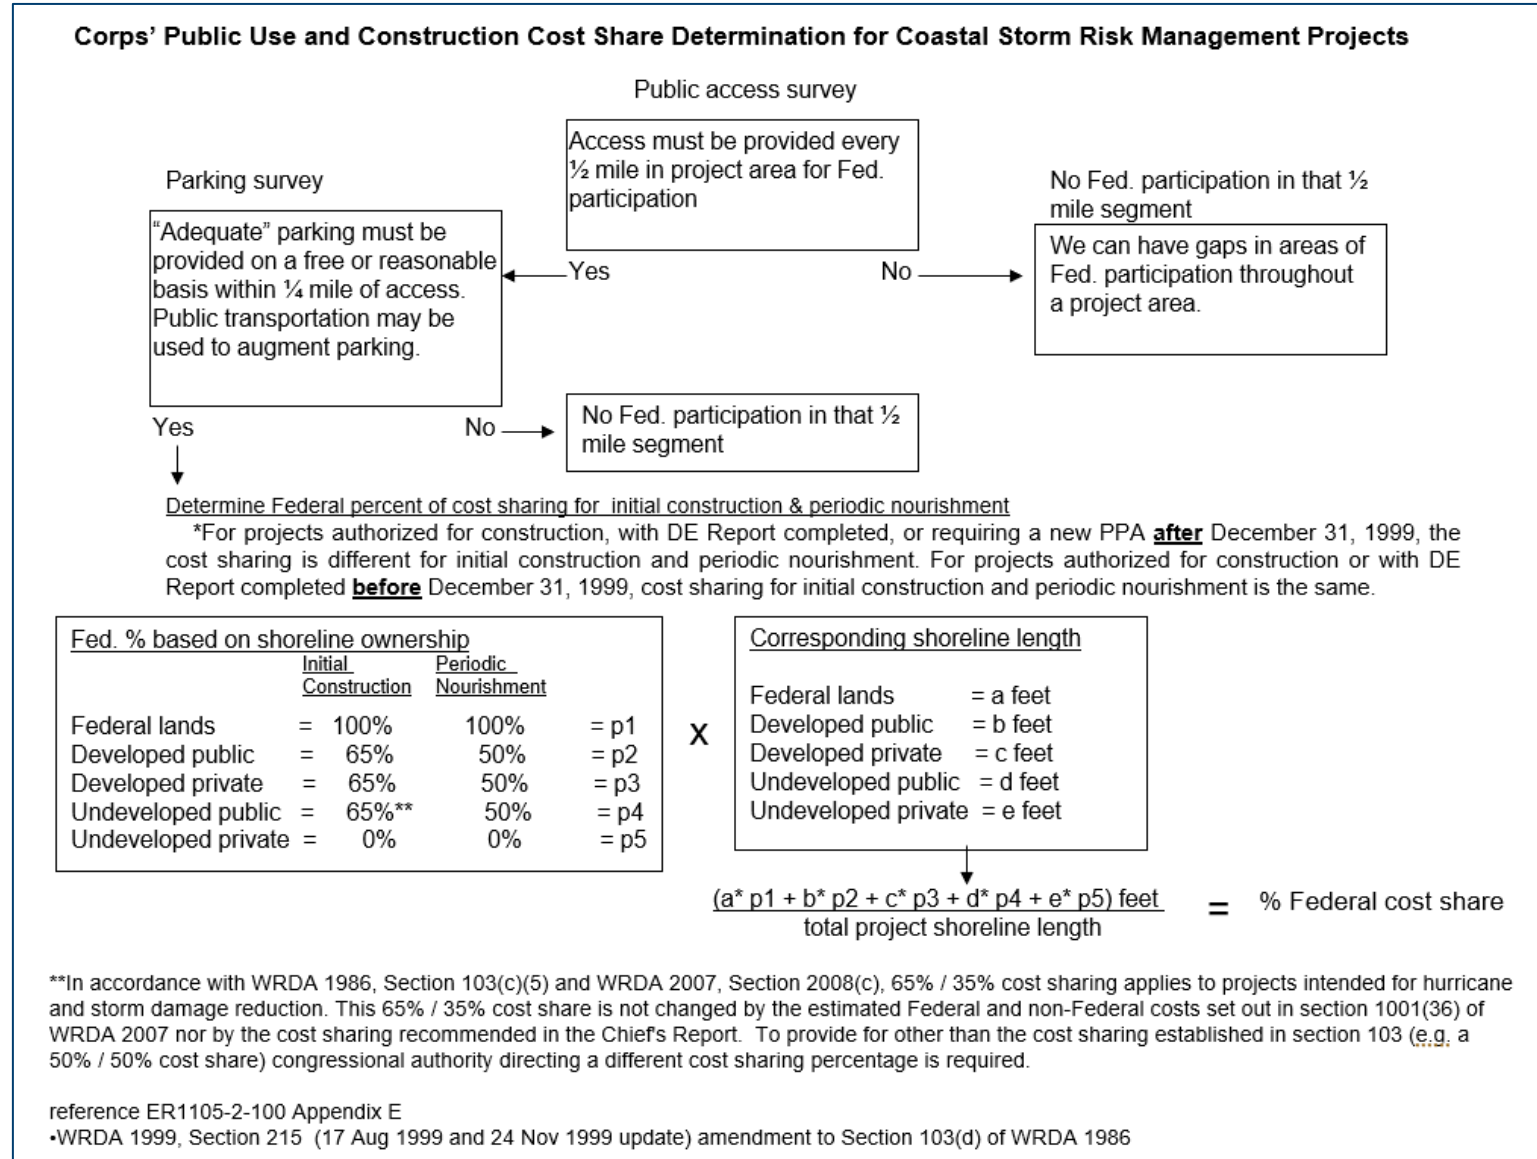 Corps' Public Use and Construction Cost Share Determination for Coastal Storm Risk Management Projects
Public access survey
Access must be provided every
½ mile in project area for Fed.
participation
Parking survey
"Adequate" parking must be
provided on a free or reasonable
basis within ¼ mile of access.
Public transportation may be
used to augment parking.
No Fed. participation in that ½
mile segment
We can have gaps in areas of
Fed. participation throughout
a project area.
Yes
No
Yes
No
No Fed. participation in that ½
mile segment
Determine Federal percent of cost sharing for initial construction & periodic nourishment
*For projects authorized for construction, with DE Report completed, or requiring a new PPA after December 31, 1999, the
cost sharing is different for initial construction and periodic nourishment. For projects authorized for construction or with DE
Report completed before December 31, 1999, cost sharing for initial construction and periodic nourishment is the same.
Fed. % based on shoreline ownership
Initial Periodic
Construction Nourishment
Federal lands = 100% 100% = p1
Developed public = 65% 50% = p2
Developed private = 65% 50% = p3
Undeveloped public = 65%** 50% = p4
Undeveloped private = 0% 0% = p5
X
Corresponding shoreline length
Federal lands = a feet
Developed public = b feet
Developed private = c feet
Undeveloped public = d feet
Undeveloped private = e feet
(a* p1 + b* p2 + c* p3 + d* p4 + e* p5) feet = % Federal cost share
total project shoreline length
**In accordance with WRDA 1986, Section 103(c)(5) and WRDA 2007, Section 2008(c), 65% / 35% cost sharing applies to projects intended for hurricane
and storm damage reduction. This 65% / 35% cost share is not changed by the estimated Federal and non-Federal costs set out in section 1001(36) of
WRDA 2007 nor by the cost sharing recommended in the Chief's Report. To provide for other than the cost sharing established in section 103 (e.g. a
50% / 50% cost share) congressional authority directing a different cost sharing percentage is required.
reference ER1105-2-100 Appendix E
•WRDA 1999, Section 215 (17 Aug 1999 and 24 Nov 1999 update) amendment to Section 103(d) of WRDA 1986